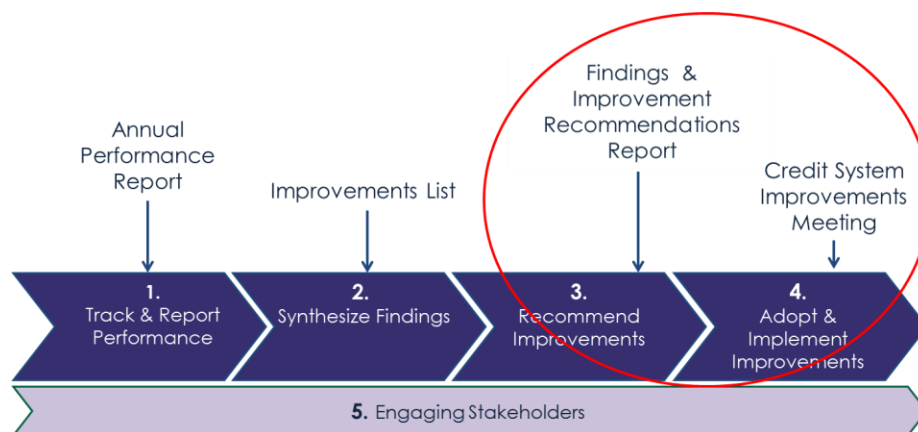 Annual
Performance
Report
Improvements List
Findings &
Improvement
Recommendations
Report
Credit System
Improvements
Meeting
1.
Track & Report
Performance
2.
Synthesize Findings
3.
Recommend
Improvements
4.
Adopt &
Implement
Improvements
5. Engaging Stakeholders